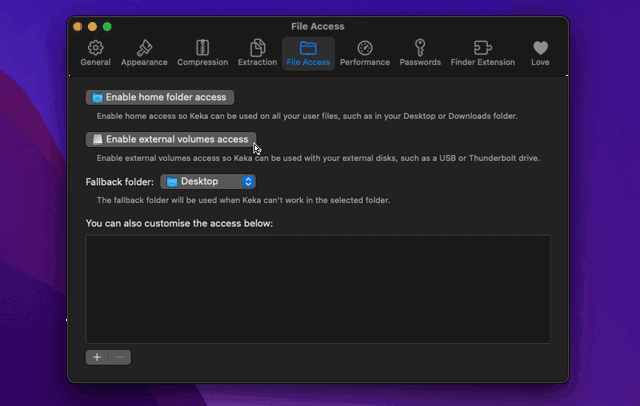 File Access
General Appearance Compression Extraction File Access Performance Passwords Finder Extension Love
Enable home folder access
Enable home access so Keka can be used on all your user files, such as in your Desktop or Downloads folder.
Enable external volumes access
Enable external volumes access so Keka can be used with your external disks, such as a USB or Thunderbolt drive.
Fallback folder: Desktop
The fallback folder will be used when Keka can't work in the selected folder.
You can also customise the access below: